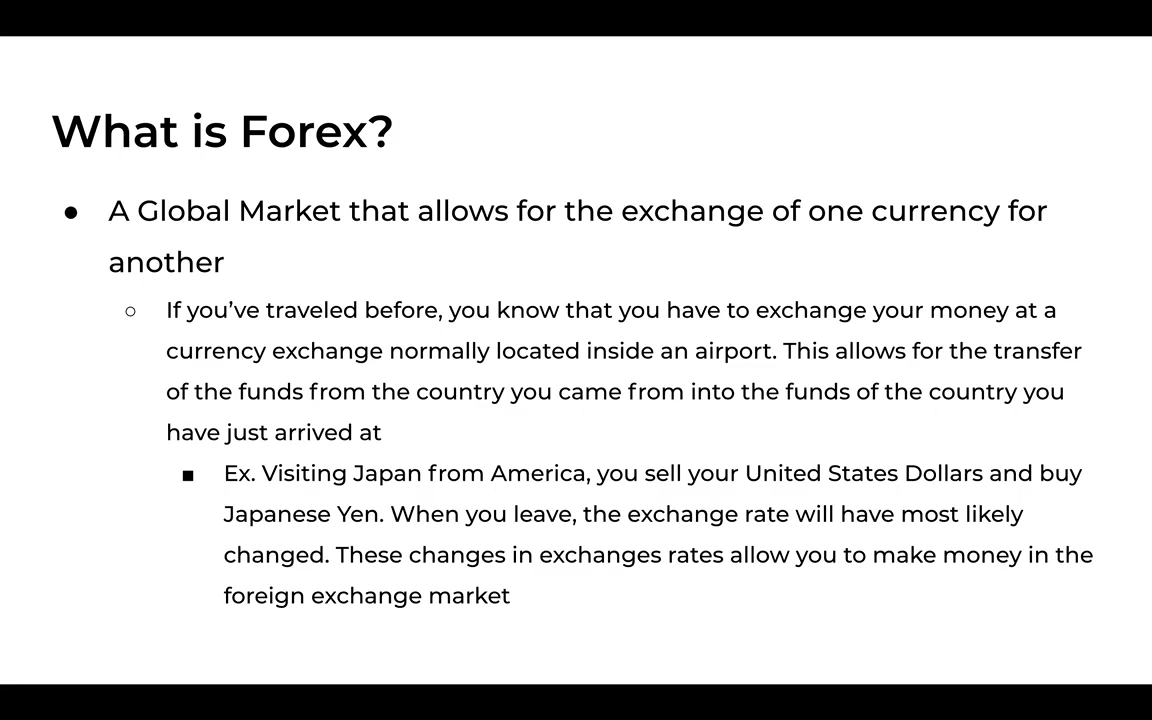 What is Forex?
● A Global Market that allows for the exchange of one currency for
another
○ If you’ve traveled before, you know that you have to exchange your money at a
currency exchange normally located inside an airport. This allows for the transfer
of the funds from the country you came from into the funds of the country you
have just arrived at
■ Ex. Visiting Japan from America, you sell your United States Dollars and buy
Japanese Yen. When you leave, the exchange rate will have most likely
changed. These changes in exchanges rates allow you to make money in the
foreign exchange market